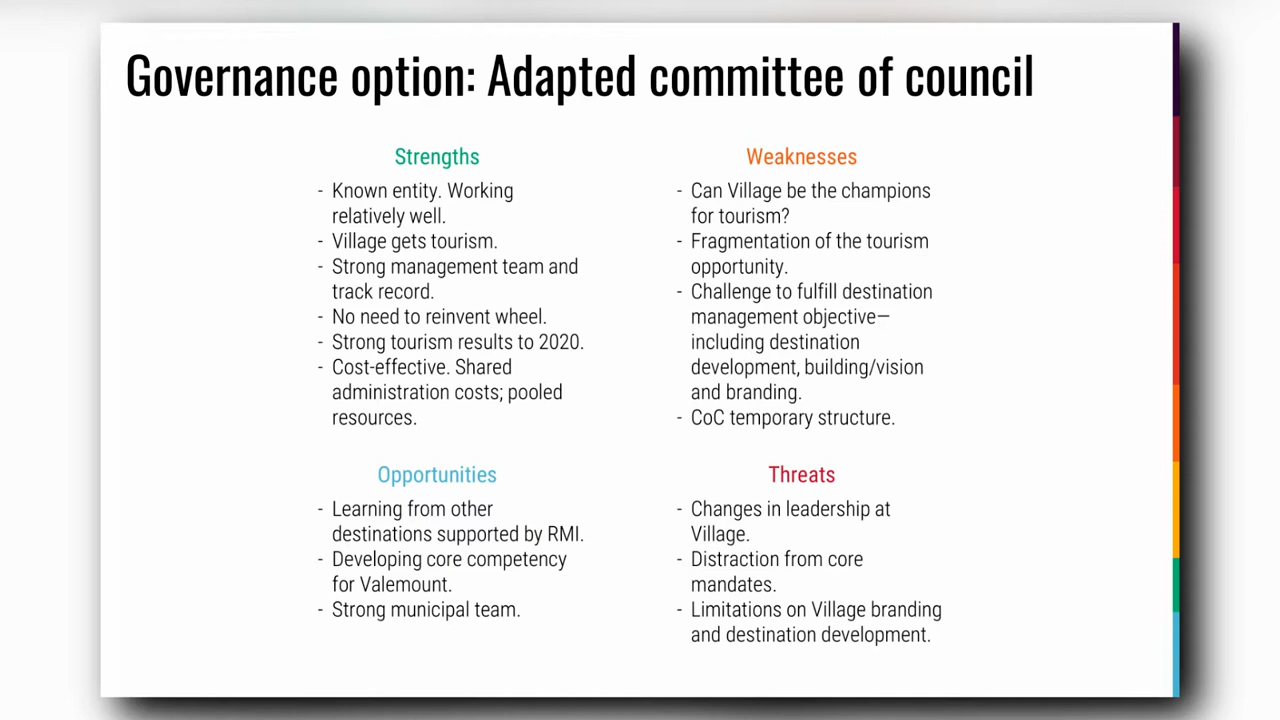 Governance option: Adapted committee of council
Strengths
- Known entity. Working
relatively well.
- Village gets tourism.
- Strong management team and
track record.
- No need to reinvent wheel.
- Strong tourism results to 2020.
- Cost-effective. Shared
administration costs; pooled
resources.
Weaknesses
- Can Village be the champions
for tourism?
- Fragmentation of the tourism
opportunity.
- Challenge to fulfill destination
management objective—
including destination
development, building/vision
and branding.
- CoC temporary structure.
Opportunities
- Learning from other
destinations supported by RMI.
- Developing core competency
for Valemount.
- Strong municipal team.
Threats
- Changes in leadership at
Village.
- Distraction from core
mandates.
- Limitations on Village branding
and destination development.